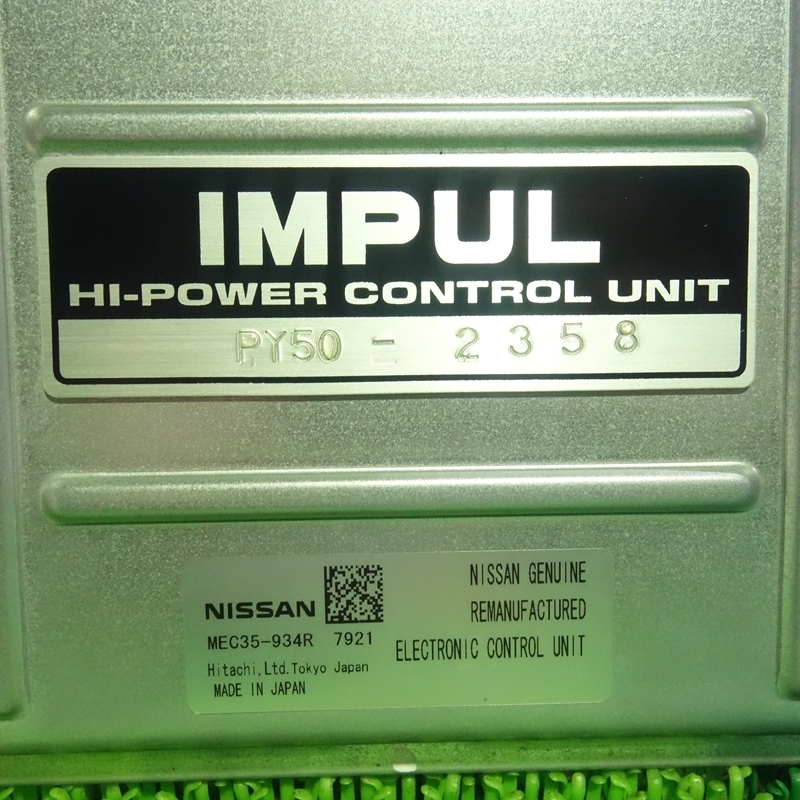 IMPUL
HI-POWER CONTROL UNIT
PY50 - 2358
NISSAN
MEC35-934R 7921
Hitachi,Ltd.Tokyo Japan
MADE IN JAPAN
NISSAN GENUINE
REMANUFACTURED
ELECTRONIC CONTROL UNIT